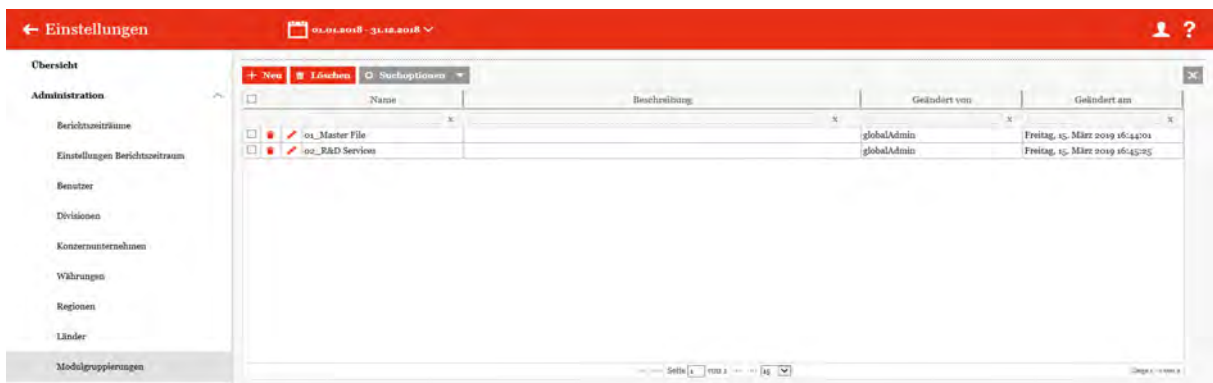 ← Einstellungen
01.01.2018 - 31.12.2018
?
Übersicht
Administration
Berichtszeiträume
Einstellungen Berichtszeitraum
Benutzer
Divisionen
Konzernunternehmen
Währungen
Regionen
Länder
Modulgruppierungen
+ Neu Löschen Suchoptionen
Name Beschreibung Geändert von Geändert am
x x x x
01_Master File globalAdmin Freitag, 15. März 2019 16:44:01
02_R&D Services globalAdmin Freitag, 15. März 2019 16:45:25
Seite 1 von 1 15